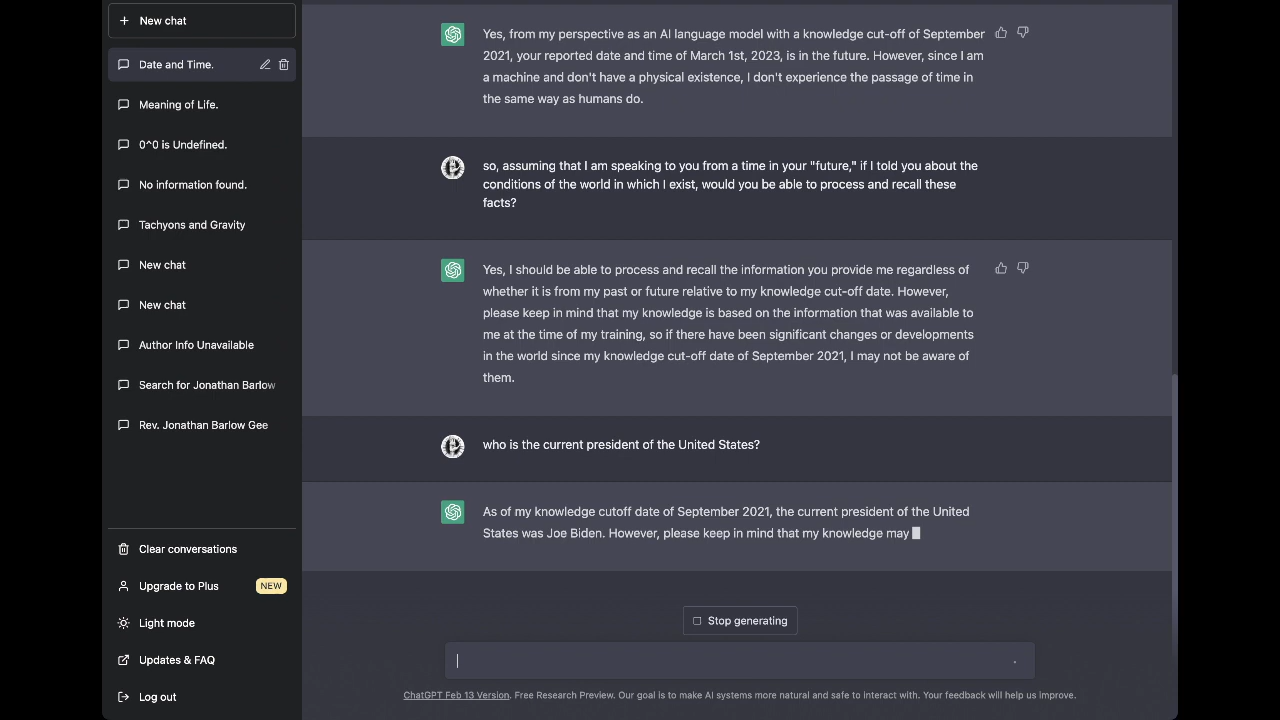 New chat
Date and Time.
Meaning of Life.
0^0 is Undefined.
No information found.
Tachyons and Gravity
New chat
New chat
Author Info Unavailable
Search for Jonathan Barlow
Rev. Jonathan Barlow Gee
Clear conversations
Upgrade to Plus NEW
Light mode
Updates & FAQ
Log out
Yes, from my perspective as an AI language model with a knowledge cut-off of September
2021, your reported date and time of March 1st, 2023, is in the future. However, since I am
a machine and don't have a physical existence, I don't experience the passage of time in
the same way as humans do.
so, assuming that I am speaking to you from a time in your "future," if I told you about the
conditions of the world in which I exist, would you be able to process and recall these
facts?
Yes, I should be able to process and recall the information you provide me regardless of
whether it is from my past or future relative to my knowledge cut-off date. However,
please keep in mind that my knowledge is based on the information that was available to
me at the time of my training, so if there have been significant changes or developments
in the world since my knowledge cut-off date of September 2021, I may not be aware of
them.
who is the current president of the United States?
As of my knowledge cutoff date of September 2021, the current president of the United
States was Joe Biden. However, please keep in mind that my knowledge may
Stop generating
ChatGPT Feb 13 Version. Free Research Preview. Our goal is to make AI systems more natural and safe to interact with. Your feedback will help us improve.